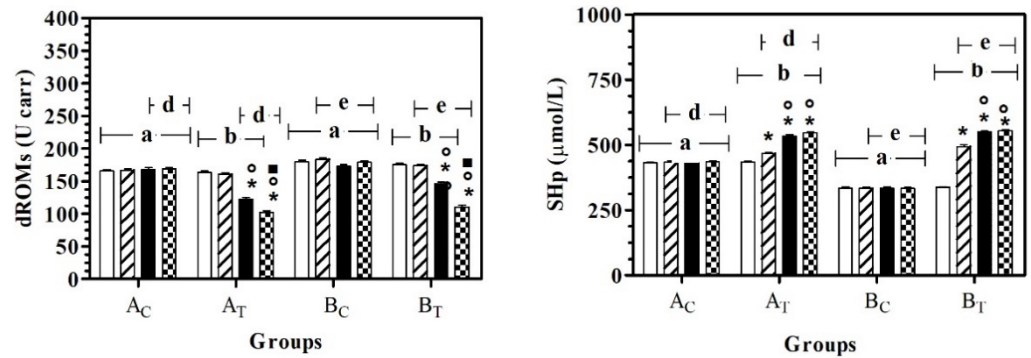 400
350
300
250
200
150
100
50
0
dROMs (U carr)
d
d
e
e
a
b
a
b
* * * *
A_C A_T B_C B_T
Groups
1000
750
500
250
0
SHp (µmol/L)
d
e
d
b
b
a
e
a
* * * * * *
A_C A_T B_C B_T
Groups